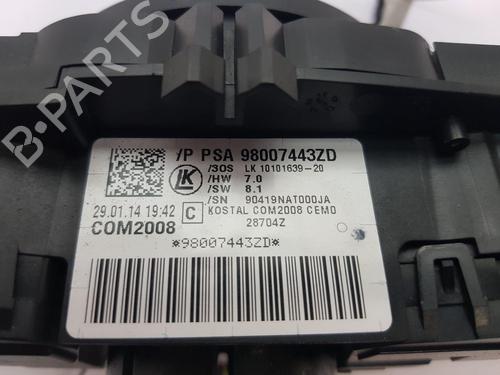 B-PARTS
/P PSA 98007443ZD
/SOS LK 10101639-20
/HW 7.0
/SW 8.1
/SN 90419NAT000JA
LK
29.01.14 19:42
C
KOSTAL COM2008 CEMO
28704Z
COM2008
*98007443ZD*